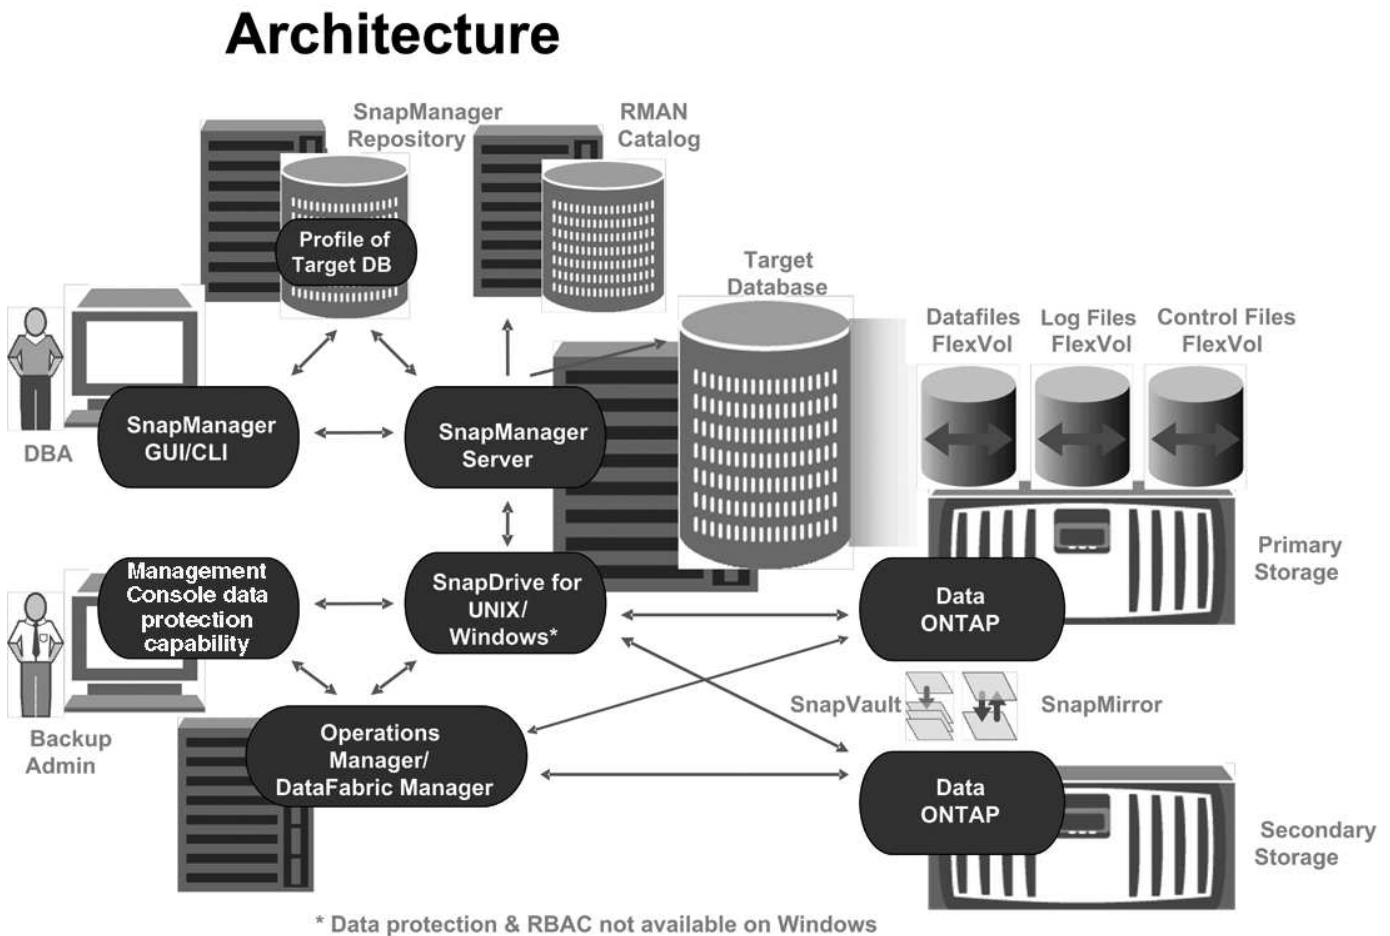 Architecture
SnapManager
Repository
RMAN
Catalog
Profile of
Target DB
Target
Database
Datafiles
FlexVol
Log Files
FlexVol
Control Files
FlexVol
DBA
SnapManager
GUI/CLI
SnapManager
Server
Management
Console data
protection
capability
SnapDrive for
UNIX/
Windows*
Data
ONTAP
Primary
Storage
SnapVault
SnapMirror
Backup
Admin
Operations
Manager/
DataFabric Manager
Data
ONTAP
Secondary
Storage
* Data protection & RBAC not available on Windows